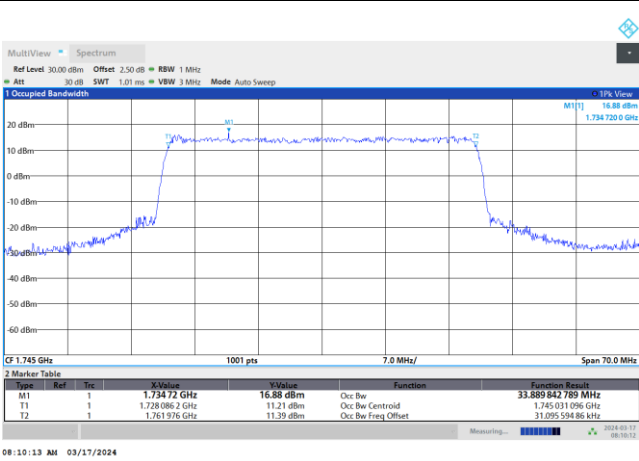 MultiView Spectrum
Ref Level 30.00 dBm Offset 2.50 dB RBW 1 MHz
Att 30 dB SWT 1.01 ms VBW 3 MHz Mode Auto Sweep
1 Occupied Bandwidth 1Pk View
M1[1] 16.88 dBm
1.734 720 0 GHz
20 dBm
M1
T1 T2
10 dBm
0 dBm
-10 dBm
-20 dBm
-30 dBm
-40 dBm
-50 dBm
-60 dBm
CF 1.745 GHz 1001 pts 7.0 MHz/ Span 70.0 MHz
2 Marker Table
Type Ref Trc X-Value Y-Value Function Function Result
M1 1 1.734 72 GHz 16.88 dBm Occ Bw 33.889 842 789 MHz
T1 1 1.728 086 2 GHz 11.21 dBm Occ Bw Centroid 1.745 031 096 GHz
T2 1 1.761 976 GHz 11.39 dBm Occ Bw Freq Offset 31.095 594 86 kHz
Measuring... 2024-03-17
08:10:12
08:10:13 AM 03/17/2024